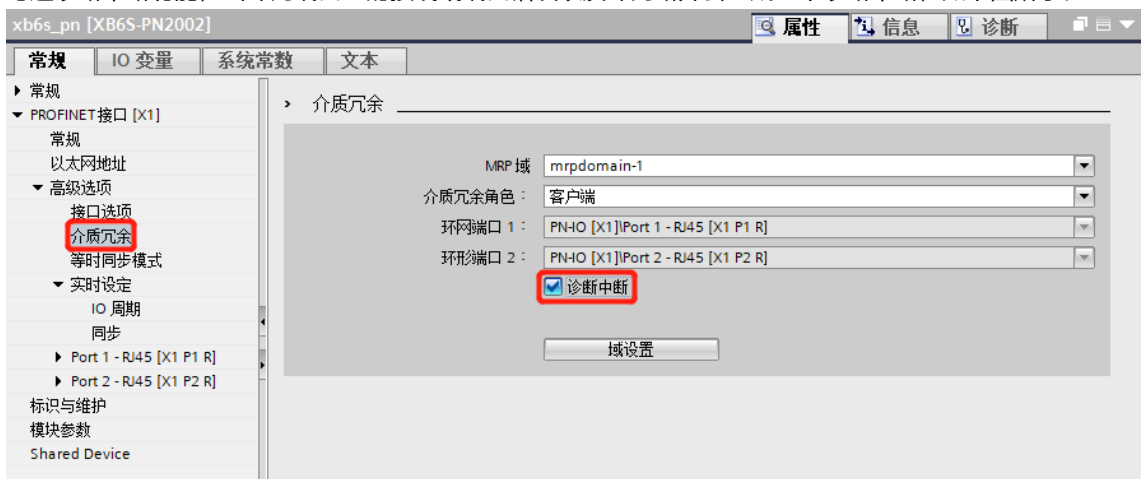 xb6s_pn [XB6S-PN2002]
属性
信息
诊断
常规
IO 变量
系统常数
文本
常规
PROFINET接口 [X1]
常规
以太网地址
高级选项
接口选项
介质冗余
等时同步模式
实时设定
IO 周期
同步
Port 1 - RJ45 [X1 P1 R]
Port 2 - RJ45 [X1 P2 R]
标识与维护
模块参数
Shared Device
介质冗余
MRP 域
mrpdomain-1
介质冗余角色：
客户端
环网端口 1：
PN-IO [X1]\Port 1 - RJ45 [X1 P1 R]
环形端口 2：
PN-IO [X1]\Port 2 - RJ45 [X1 P2 R]
诊断中断
域设置